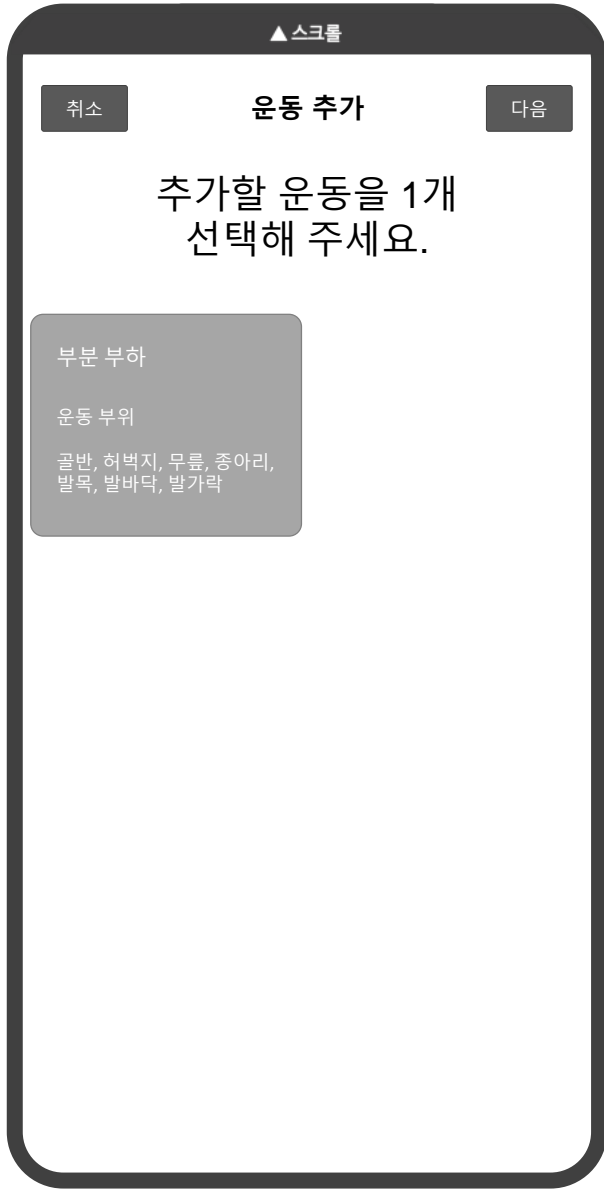 ▲스크롤
취소
운동 추가
다음
추가할 운동을 1개
선택해 주세요.
부분 부하
운동 부위
골반, 허벅지, 무릎, 종아리,
발목, 발바닥, 발가락